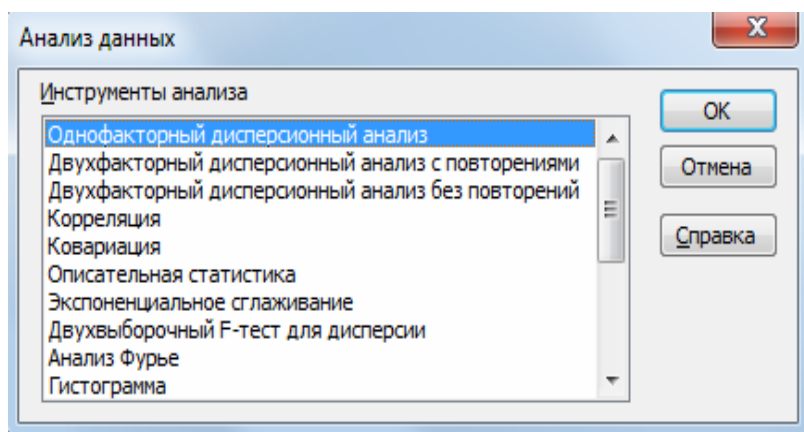 Анализ данных
Инструменты анализа
Однофакторный дисперсионный анализ
Двухфакторный дисперсионный анализ с повторениями
Двухфакторный дисперсионный анализ без повторений
Корреляция
Ковариация
Описательная статистика
Экспоненциальное сглаживание
Двухвыборочный F-тест для дисперсии
Анализ Фурье
Гистограмма
ОК
Отмена
Справка